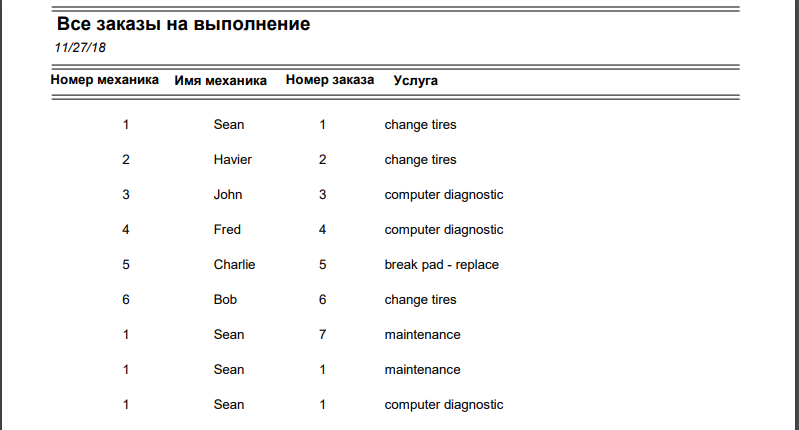 Все заказы на выполнение
11/27/18
Номер механика Имя механика Номер заказа Услуга
1 Sean 1 change tires
2 Havier 2 change tires
3 John 3 computer diagnostic
4 Fred 4 computer diagnostic
5 Charlie 5 break pad - replace
6 Bob 6 change tires
1 Sean 7 maintenance
1 Sean 1 maintenance
1 Sean 1 computer diagnostic